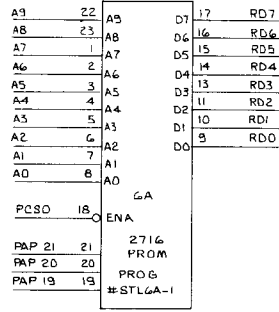 A9 22 A9 D7 17 RD7
A8 23 A8 D6 16 RD6
A7 1 A7 D5 15 RD5
A6 2 A6 D4 14 RD4
A5 3 A5 D3 13 RD3
A4 4 A4 D2 11 RD2
A3 5 A3 D1 10 RD1
A2 6 A2 D0 9 RD0
A1 7 A1
A0 8 A0
6A
PCS0 18 ENA
2716
PROM
PAP 21 21
PAP 20 20
PROG
PAP 19 19
#STL6A-1